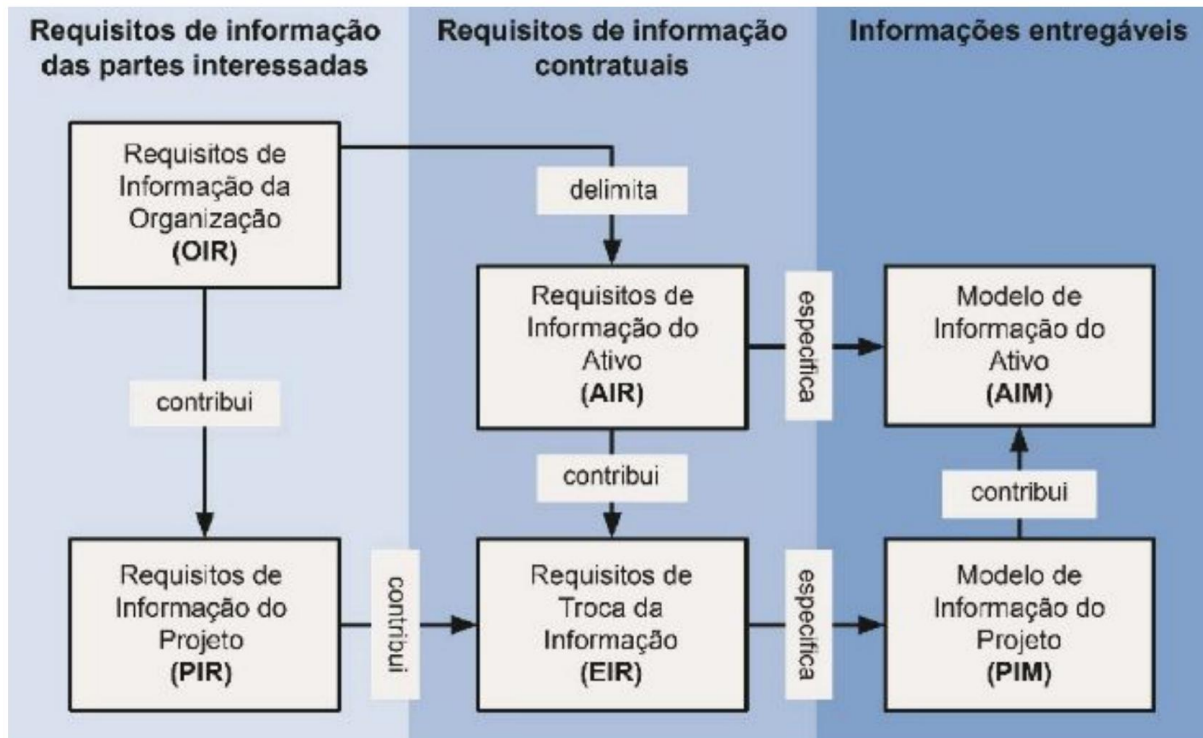 Requisitos de informação
das partes interessadas
Requisitos de informação
contratuais
Informações entregáveis
Requisitos de
Informação da
Organização
(OIR)
delimita
Requisitos de
Informação do
Ativo
(AIR)
especifica
Modelo de
Informação do
Ativo
(AIM)
contribui
contribui
contribui
Requisitos de
Informação do
Projeto
(PIR)
contribui
Requisitos de
Troca da
Informação
(EIR)
especifica
Modelo de
Informação do
Projeto
(PIM)